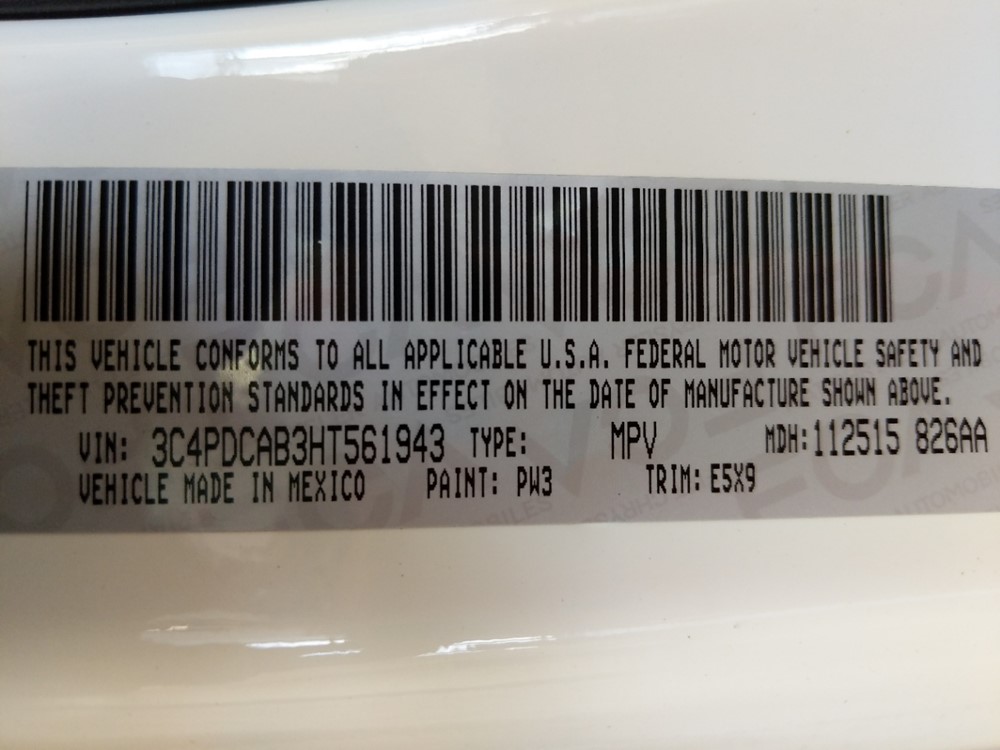 THIS VEHICLE CONFORMS TO ALL APPLICABLE U.S.A. FEDERAL MOTOR VEHICLE SAFETY AND
THEFT PREVENTION STANDARDS IN EFFECT ON THE DATE OF MANUFACTURE SHOWN ABOVE.
VIN: 3C4PDCAB3HT561943 TYPE: MPV MDH: 112515 826AA
VEHICLE MADE IN MEXICO PAINT: PW3 TRIM: E5X9